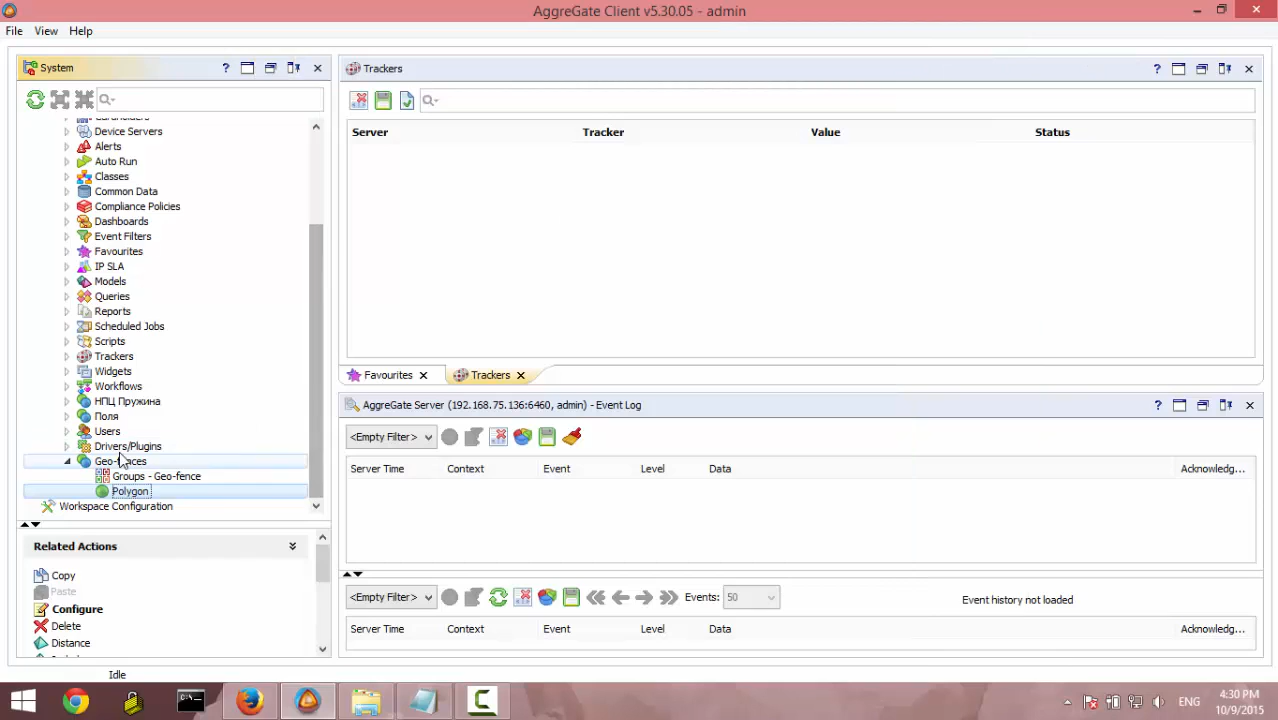 AggreGate Client v5.30.05 - admin
File View Help
System
Trackers
Server Tracker Value Status
Device Servers
Alerts
Auto Run
Classes
Common Data
Compliance Policies
Dashboards
Event Filters
Favourites
IP SLA
Models
Queries
Reports
Scheduled Jobs
Scripts
Trackers
Widgets
Workflows
НПЦ Пружина
Поля
Users
Drivers/Plugins
Groups - Geo-fence
Polygon
Workspace Configuration
Related Actions
Copy
Paste
Configure
Delete
Distance
Idle
Favourites Trackers
AggreGate Server (192.168.75.136:6460, admin) - Event Log
<Empty Filter>
Server Time Context Event Level Data Acknowledg...
<Empty Filter> Events: 50 Event history not loaded
Server Time Context Event Level Data Acknowledg...
ENG
4:30 PM
10/9/2015